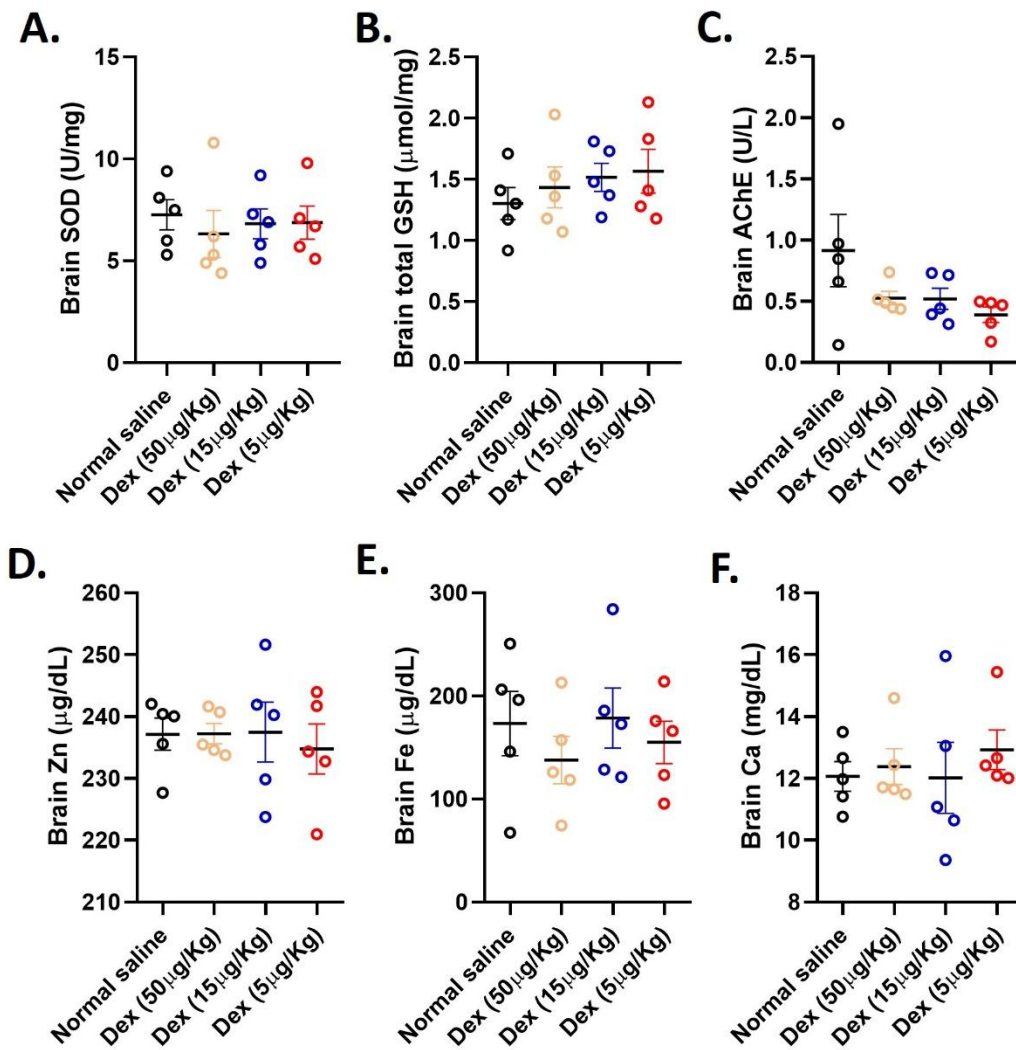 A.
Brain SOD (U/mg)
15
10
5
0
Normal saline
Dex (50μg/Kg)
Dex (15μg/Kg)
Dex (5μg/Kg)
B.
Brain total GSH (μmol/mg)
2.5
2.0
1.5
1.0
0.5
0.0
Normal saline
Dex (50μg/Kg)
Dex (15μg/Kg)
Dex (5μg/Kg)
C.
Brain AChE (U/L)
2.5
2.0
1.5
1.0
0.5
0.0
Normal saline
Dex (50μg/Kg)
Dex (15μg/Kg)
Dex (5μg/Kg)
D.
Brain Zn (μg/dL)
260
250
240
230
220
210
Normal saline
Dex (50μg/Kg)
Dex (15μg/Kg)
Dex (5μg/Kg)
E.
Brain Fe (μg/dL)
300
200
100
0
Normal saline
Dex (50μg/Kg)
Dex (15μg/Kg)
Dex (5μg/Kg)
F.
Brain Ca (mg/dL)
18
16
14
12
10
8
Normal saline
Dex (50μg/Kg)
Dex (15μg/Kg)
Dex (5μg/Kg)